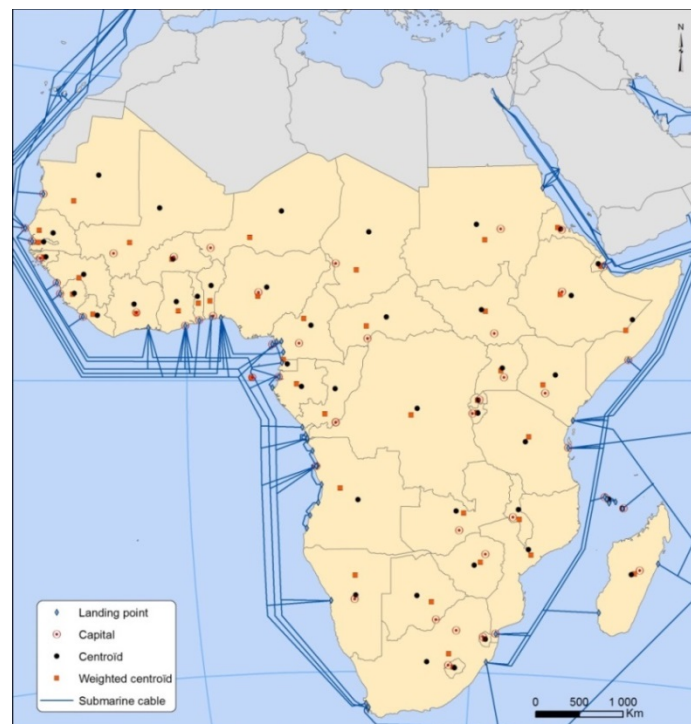 N
Landing point
Capital
Centroïd
Weighted centroïd
Submarine cable
0 500 1 000
Km